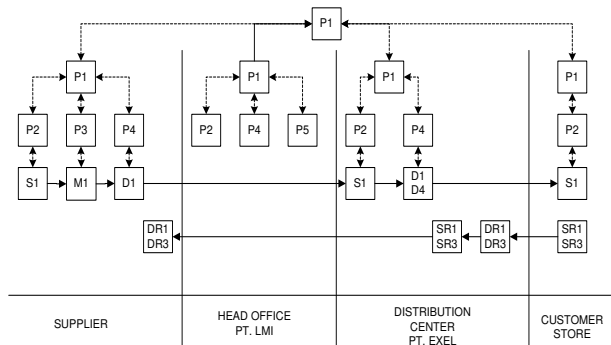 P1
P1
P1
P1
P1
P2
P3
P4
P2
P4
P5
P2
P4
P2
S1
M1
D1
S1
D1
D4
S1
DR1
DR3
SR1
SR3
DR1
DR3
SR1
SR3
SUPPLIER
HEAD OFFICE
PT. LMI
DISTRIBUTION
CENTER
PT. EXEL
CUSTOMER
STORE